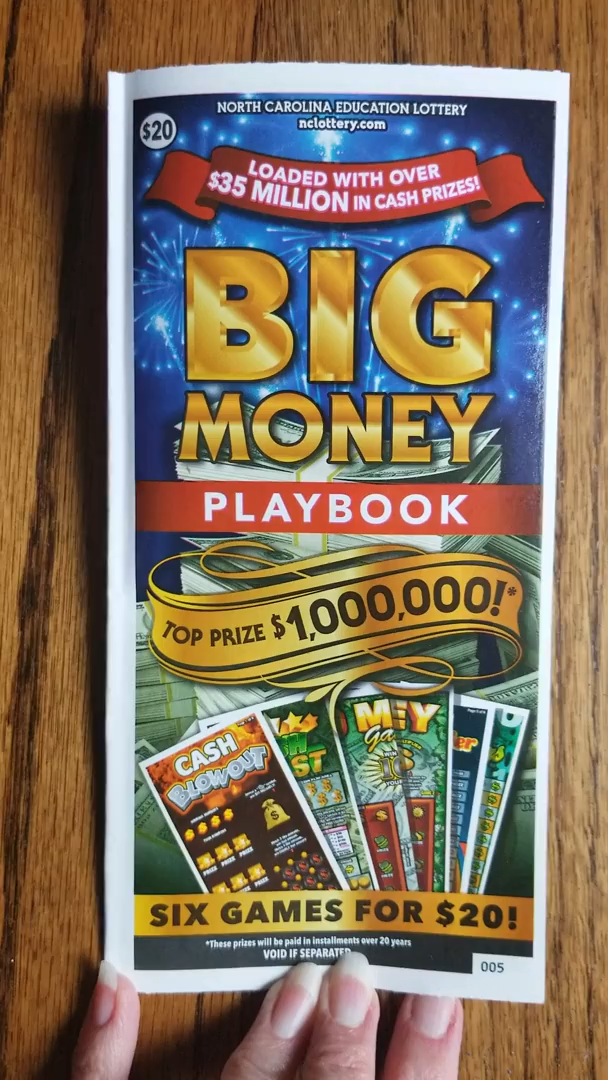 NORTH CAROLINA EDUCATION LOTTERY
nclottery.com
$20
LOADED WITH OVER
$35 MILLION IN CASH PRIZES!
BIG
MONEY
PLAYBOOK
TOP PRIZE $1,000,000!*
CASH
BLOWOUT
SIX GAMES FOR $20!
*These prizes will be paid in installments over 20 years
VOID IF SEPARATED
005